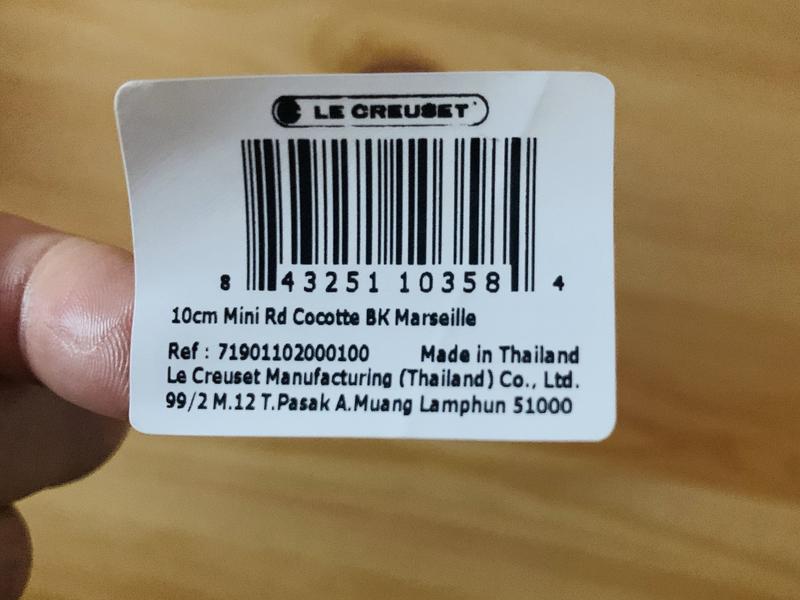 LE CREUSET
8 43251 10358 4
10cm Mini Rd Cocotte BK Marseille
Ref : 71901102000100 Made in Thailand
Le Creuset Manufacturing (Thailand) Co., Ltd.
99/2 M.12 T.Pasak A.Muang Lamphun 51000